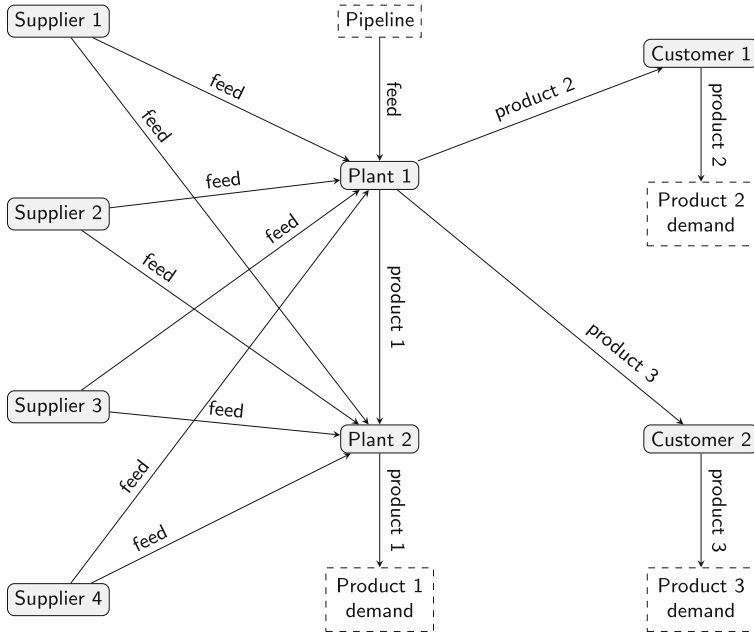 Supplier 1
Pipeline
Customer 1
feed
feed
feed
product 2
product 2
Plant 1
feed
Supplier 2
Product 2
demand
feed
feed
product 1
product 3
Supplier 3
feed
Plant 2
Customer 2
feed
feed
product 1
product 3
Supplier 4
Product 1
demand
Product 3
demand